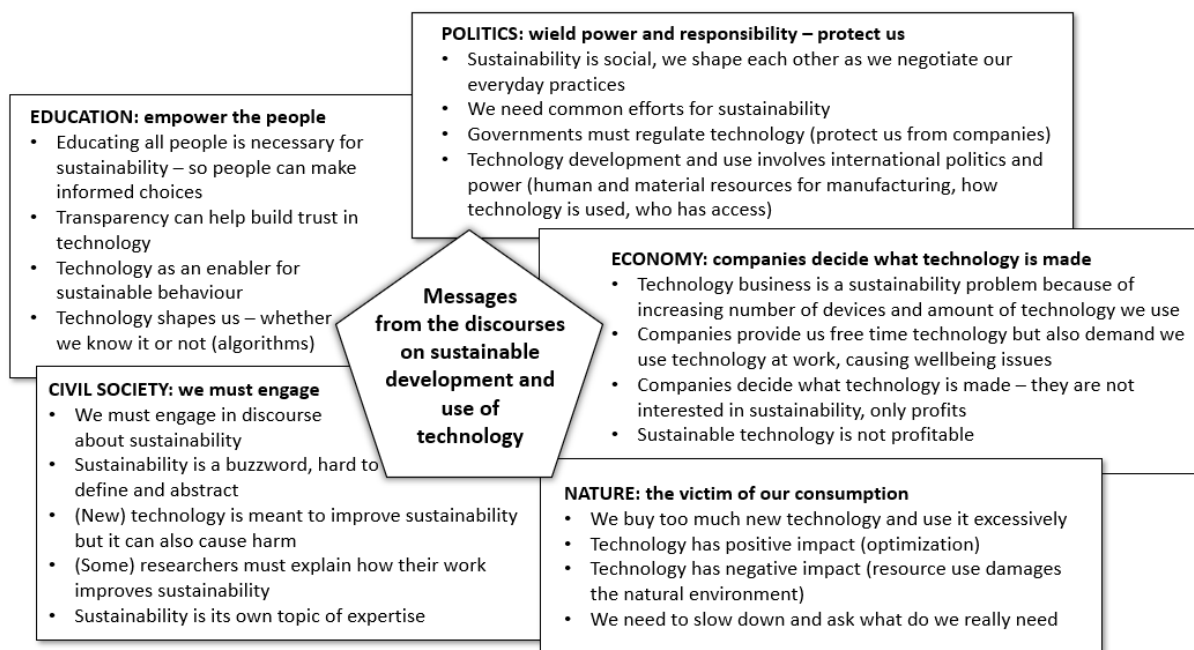 POLITICS: wield power and responsibility – protect us
• Sustainability is social, we shape each other as we negotiate our
everyday practices
• We need common efforts for sustainability
• Governments must regulate technology (protect us from companies)
• Technology development and use involves international politics and
power (human and material resources for manufacturing, how
technology is used, who has access)
EDUCATION: empower the people
• Educating all people is necessary for
sustainability – so people can make
informed choices
• Transparency can help build trust in
technology
• Technology as an enabler for
sustainable behaviour
• Technology shapes us – whether
we know it or not (algorithms)
Messages
from the discourses
on sustainable
development and
use of
technology
ECONOMY: companies decide what technology is made
• Technology business is a sustainability problem because of
increasing number of devices and amount of technology we use
• Companies provide us free time technology but also demand we
use technology at work, causing wellbeing issues
• Companies decide what technology is made – they are not
interested in sustainability, only profits
• Sustainable technology is not profitable
CIVIL SOCIETY: we must engage
• We must engage in discourse
about sustainability
• Sustainability is a buzzword, hard to
define and abstract
• (New) technology is meant to improve sustainability
but it can also cause harm
• (Some) researchers must explain how their work
improves sustainability
• Sustainability is its own topic of expertise
NATURE: the victim of our consumption
• We buy too much new technology and use it excessively
• Technology has positive impact (optimization)
• Technology has negative impact (resource use damages
the natural environment)
• We need to slow down and ask what do we really need